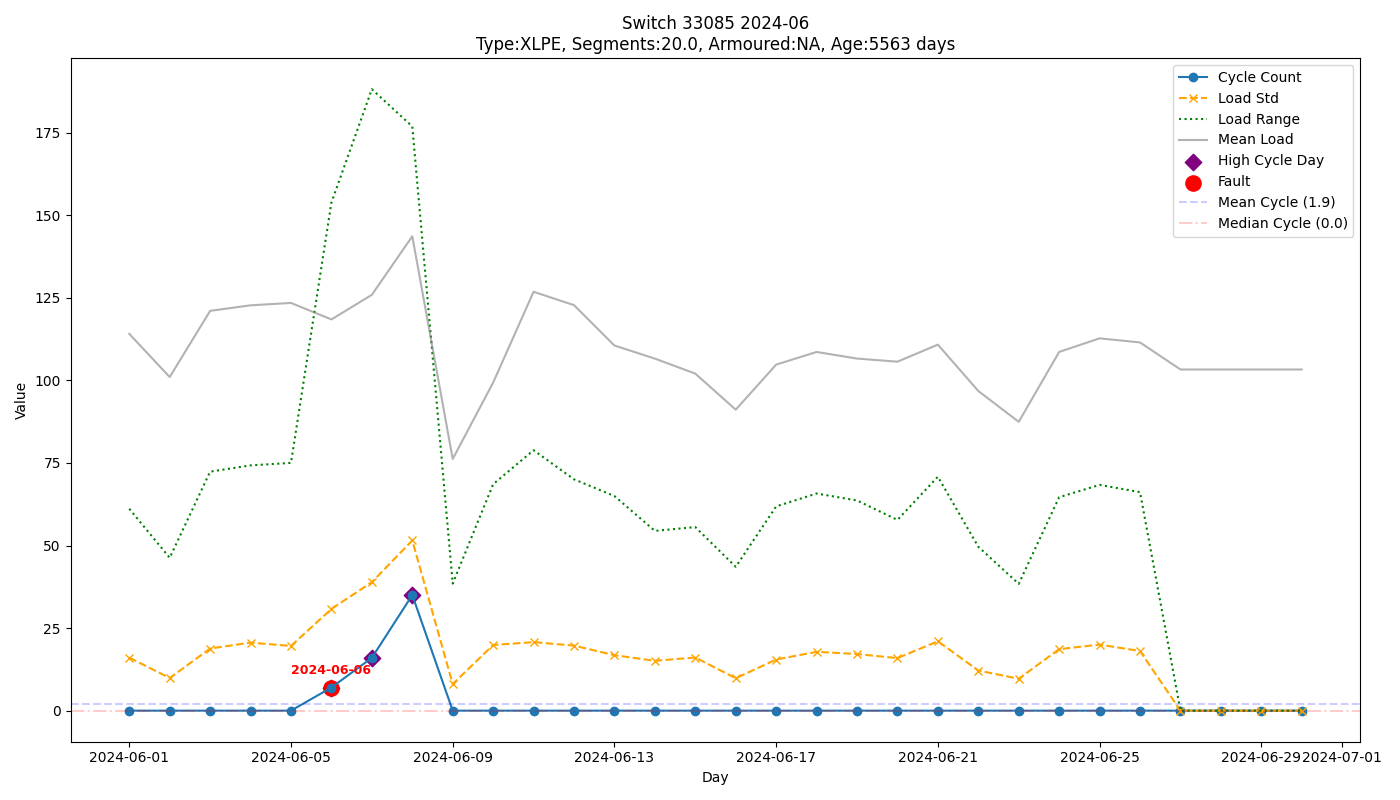 Switch 33085 2024-06
Type:XLPE, Segments:20.0, Armoured:NA, Age:5563 days
Cycle Count
Load Std
Load Range
Mean Load
High Cycle Day
Fault
Mean Cycle (1.9)
Median Cycle (0.0)
175
150
125
100
75
50
25
0
Value
2024-06-06
2024-06-01 2024-06-05 2024-06-09 2024-06-13 2024-06-17 2024-06-21 2024-06-25 2024-06-29 2024-07-01
Day